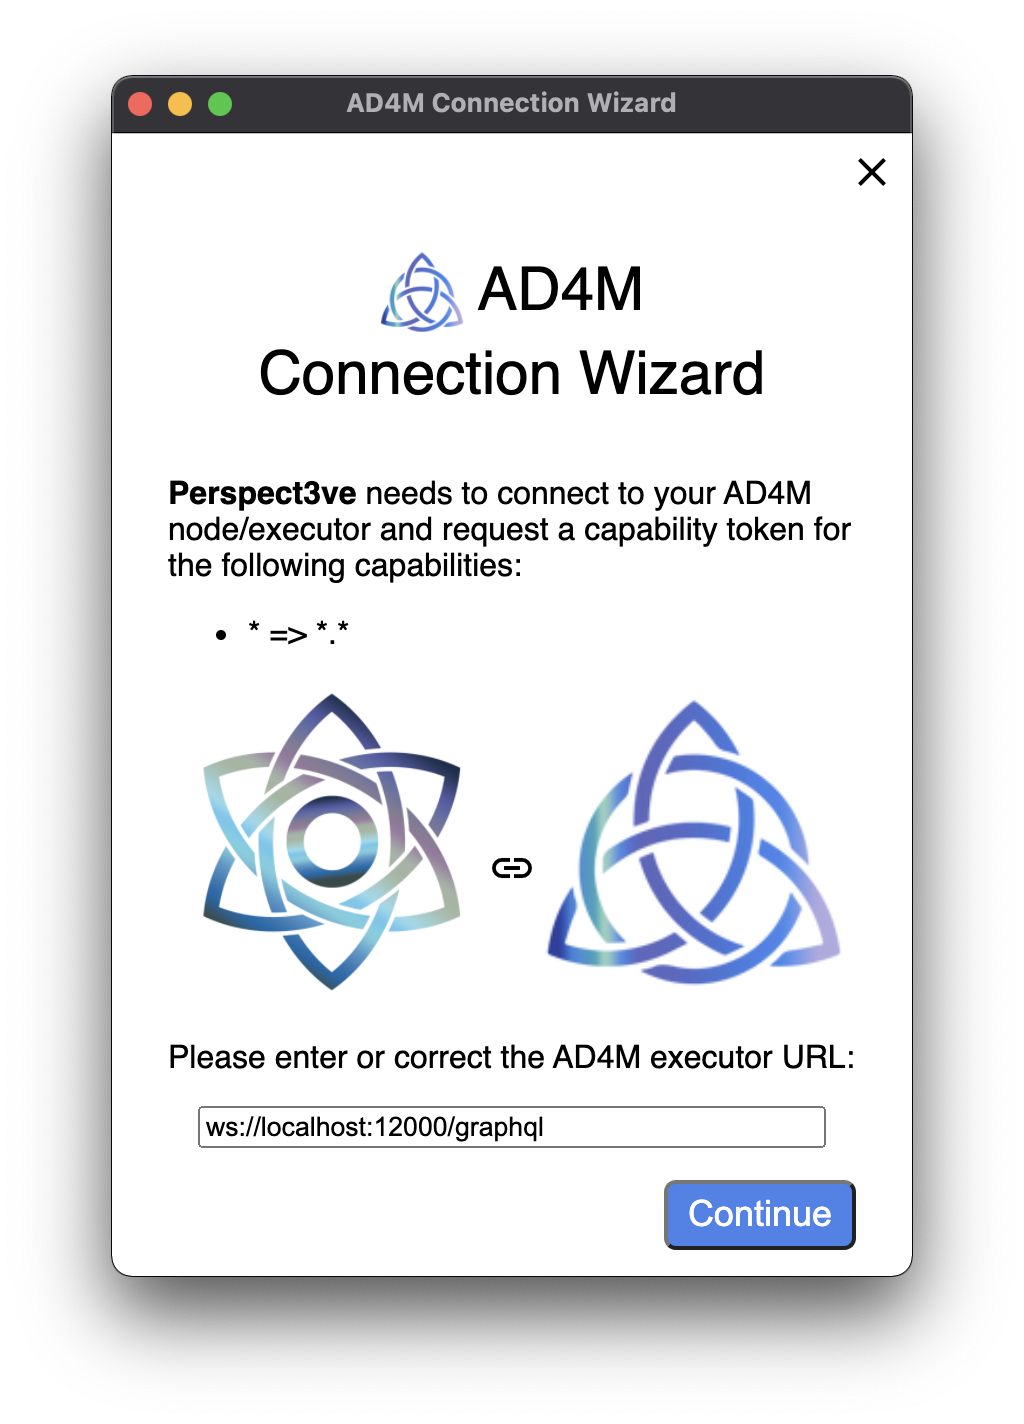 AD4M Connection Wizard
AD4M
Connection Wizard
Perspect3ve needs to connect to your AD4M
node/executor and request a capability token for
the following capabilities:
• * => *.*
Please enter or correct the AD4M executor URL:
ws://localhost:12000/graphql
Continue